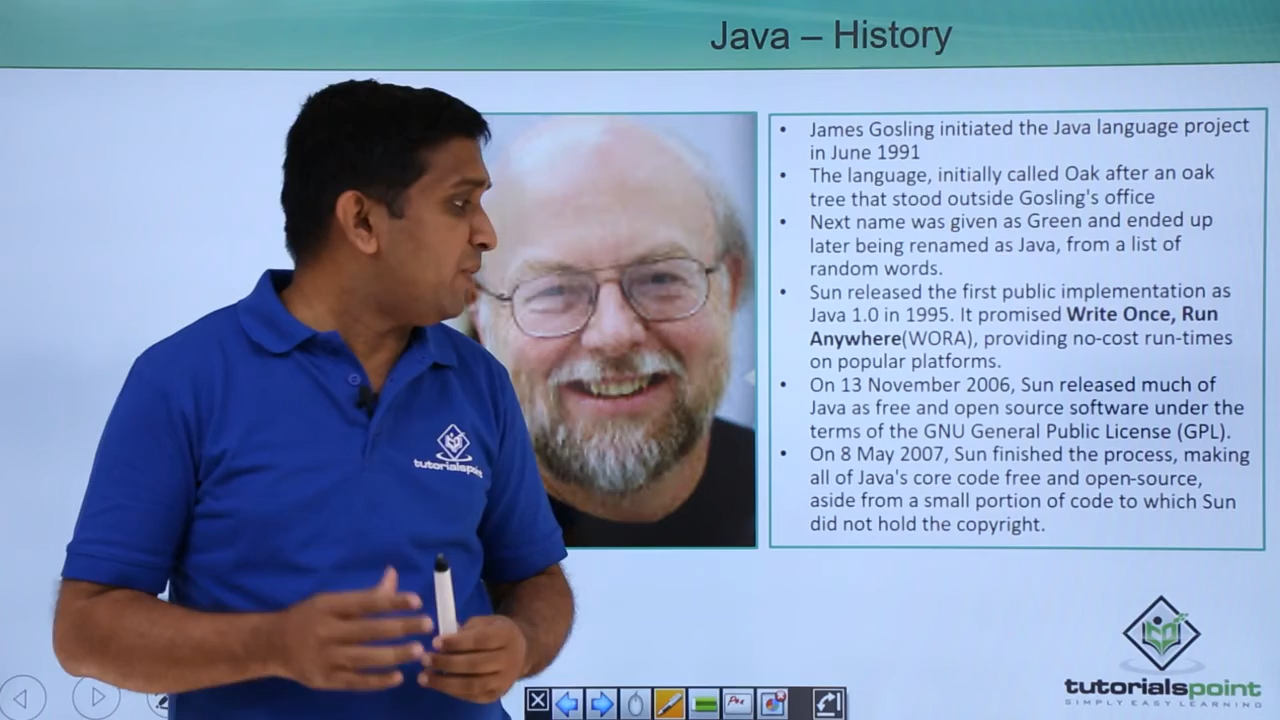 Java – History
• James Gosling initiated the Java language project
in June 1991
• The language, initially called Oak after an oak
tree that stood outside Gosling's office
• Next name was given as Green and ended up
later being renamed as Java, from a list of
random words.
• Sun released the first public implementation as
Java 1.0 in 1995. It promised Write Once, Run
Anywhere(WORA), providing no-cost run-times
on popular platforms.
• On 13 November 2006, Sun released much of
Java as free and open source software under the
terms of the GNU General Public License (GPL).
• On 8 May 2007, Sun finished the process, making
all of Java's core code free and open-source,
aside from a small portion of code to which Sun
did not hold the copyright.
tutorialspoint
tutorialspoint
SIMPLY EASY LEARNING